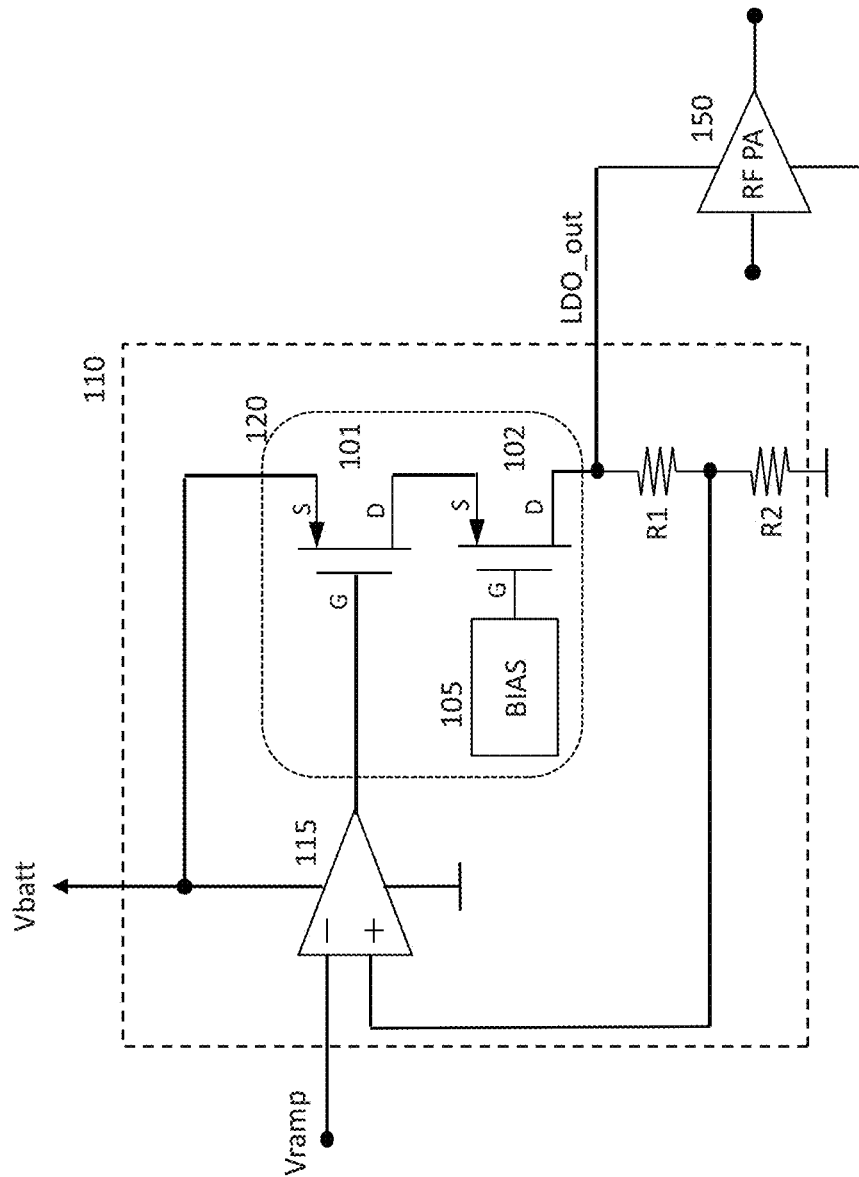 Vbatt
110
120
101
S
D
G
102
S
D
G
105
BIAS
115
−
+
Vramp
LDO_out
R1
R2
150
RF PA